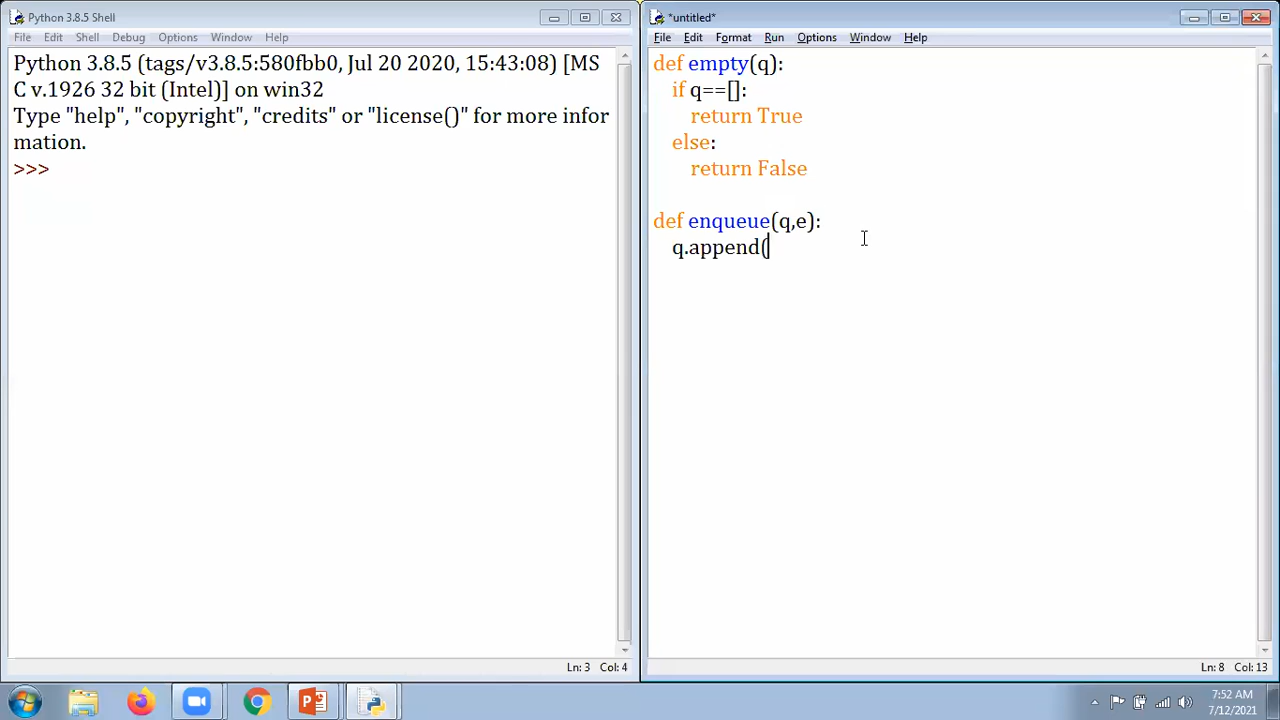 Python 3.8.5 Shell
File Edit Shell Debug Options Window Help
Python 3.8.5 (tags/v3.8.5:580fbb0, Jul 20 2020, 15:43:08) [MS
C v.1926 32 bit (Intel)] on win32
Type "help", "copyright", "credits" or "license()" for more infor
mation.
>>>
Ln: 3 Col: 4
*untitled*
File Edit Format Run Options Window Help
def empty(q):
    if q==[]:
        return True
    else:
        return False
def enqueue(q,e):
    q.append(
Ln: 8 Col: 13
7:52 AM
7/12/2021